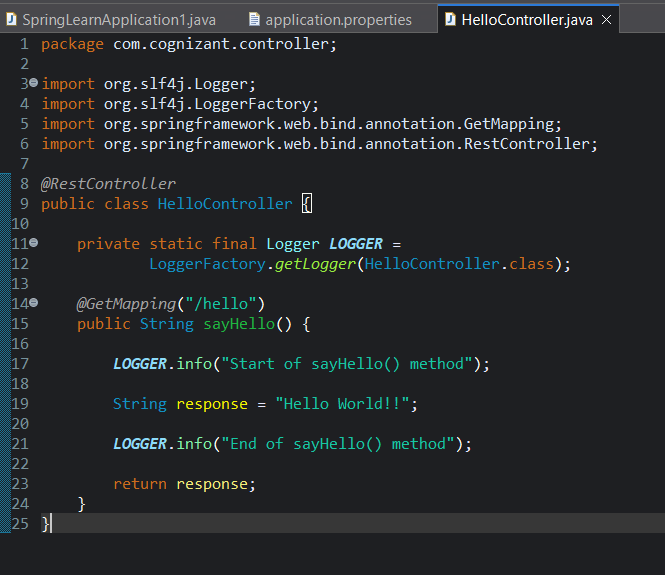 SpringLearnApplication1.java application.properties HelloController.java
1 package com.cognizant.controller;
2
3 import org.slf4j.Logger;
4 import org.slf4j.LoggerFactory;
5 import org.springframework.web.bind.annotation.GetMapping;
6 import org.springframework.web.bind.annotation.RestController;
7
8 @RestController
9 public class HelloController {
10
11     private static final Logger LOGGER =
12             LoggerFactory.getLogger(HelloController.class);
13
14     @GetMapping("/hello")
15     public String sayHello() {
16
17         LOGGER.info("Start of sayHello() method");
18
19         String response = "Hello World!!";
20
21         LOGGER.info("End of sayHello() method");
22
23         return response;
24     }
25 }